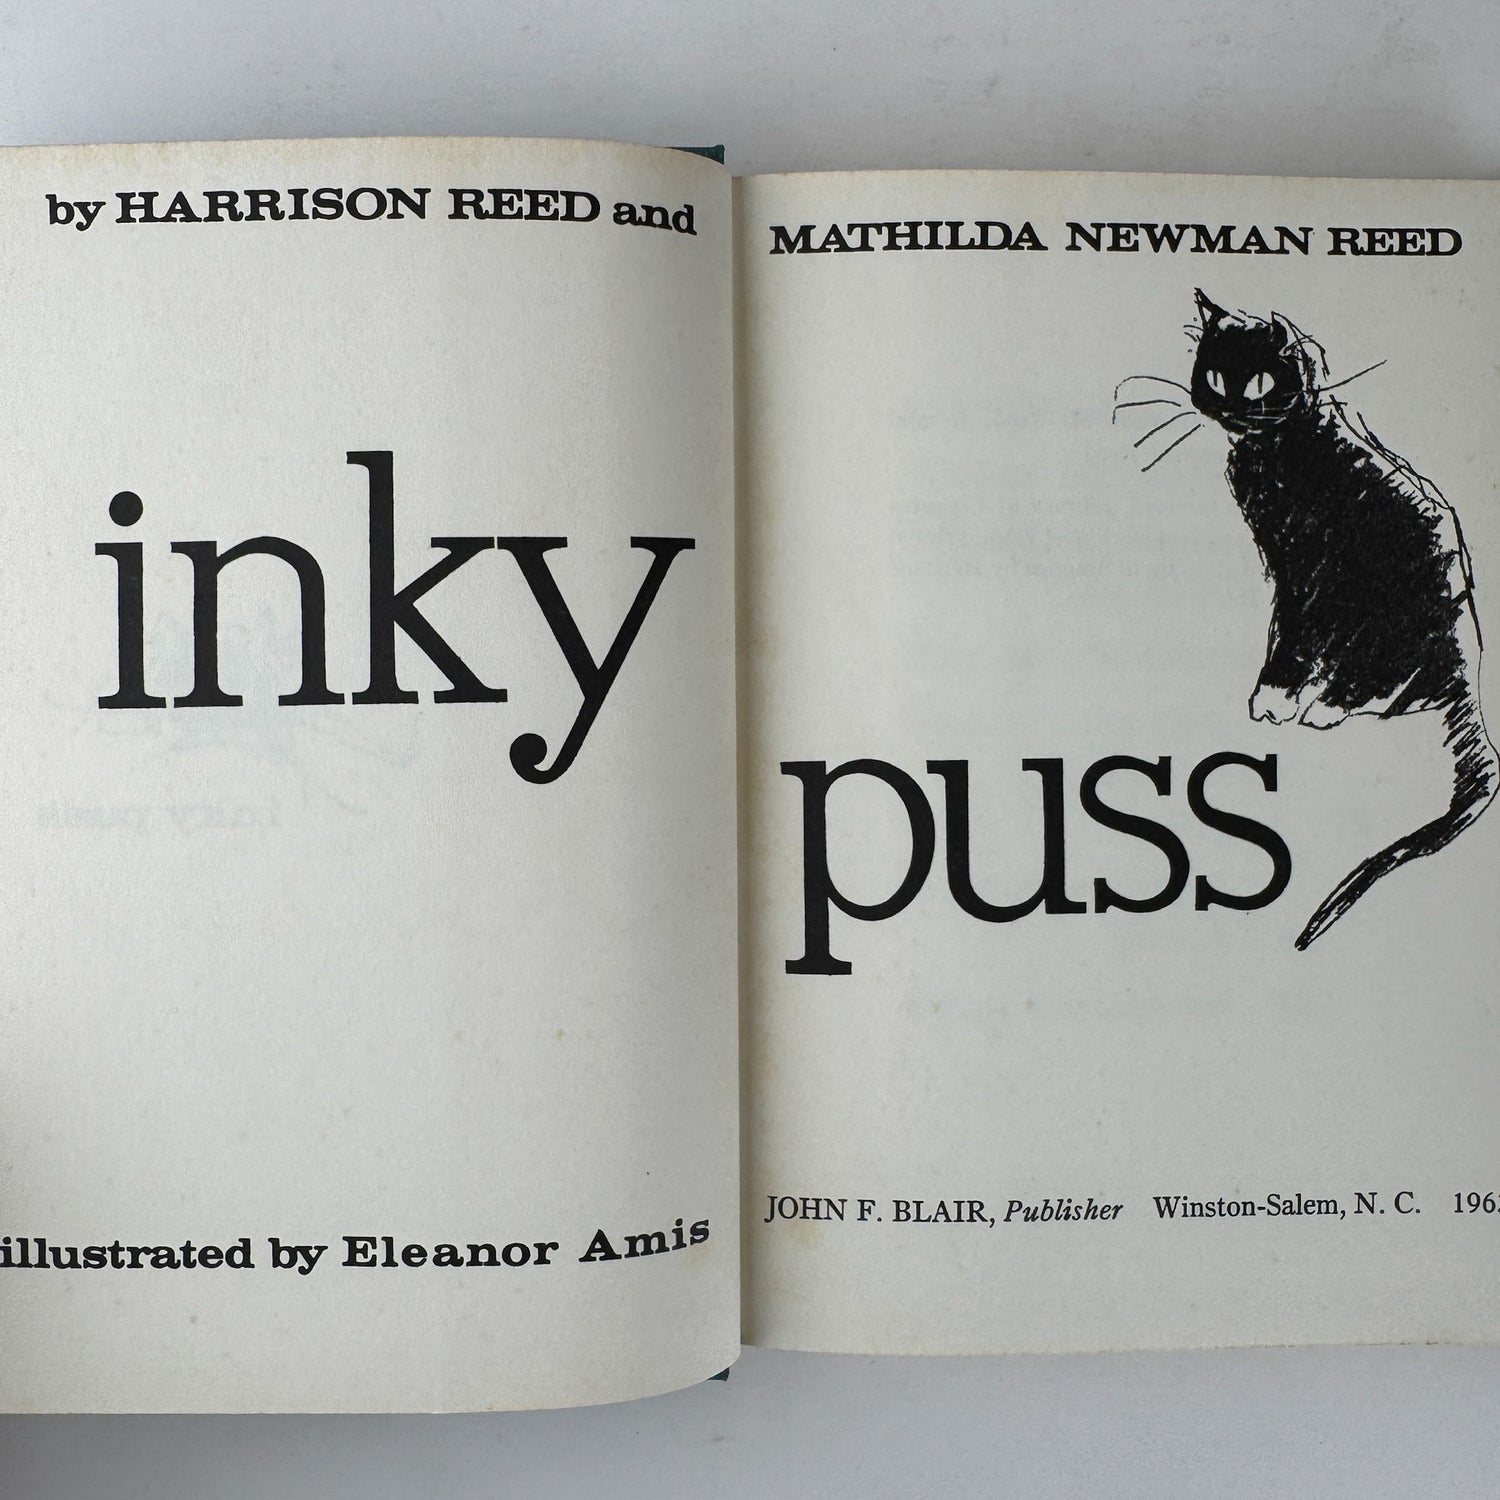 by HARRISON REED and MATHILDA NEWMAN REED
inky
puss
illustrated by Eleanor Amis
JOHN F. BLAIR, Publisher Winston-Salem, N. C.